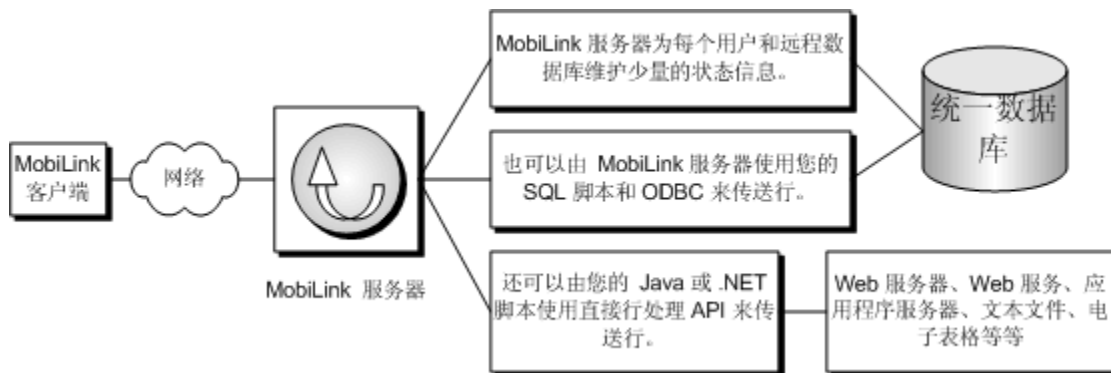 MobiLink 服务器为每个用户和远程数
据库维护少量的状态信息。
统一数据
库
MobiLink
客户端
网络
也可以由 MobiLink 服务器使用您的
SQL 脚本和 ODBC 来传送行。
MobiLink 服务器
还可以由您的 Java 或 .NET
脚本使用直接行处理 API 来传
送行。
Web 服务器、Web 服务、应
用程序服务器、文本文件、电
子表格等等